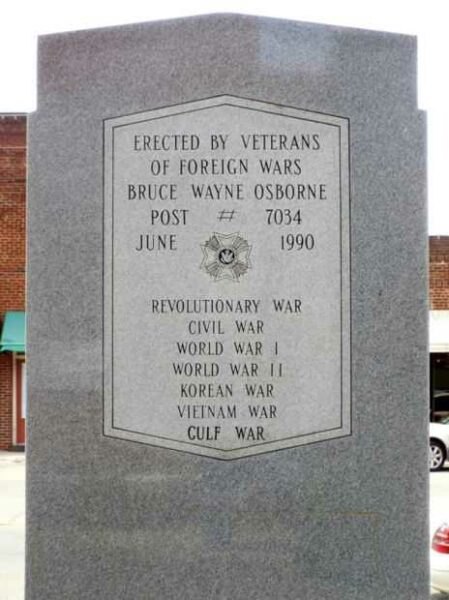 ERECTED BY VETERANS
OF FOREIGN WARS
BRUCE WAYNE OSBORNE
POST # 7034
JUNE 1990
REVOLUTIONARY WAR
CIVIL WAR
WORLD WAR I
WORLD WAR II
KOREAN WAR
VIETNAM WAR
GULF WAR